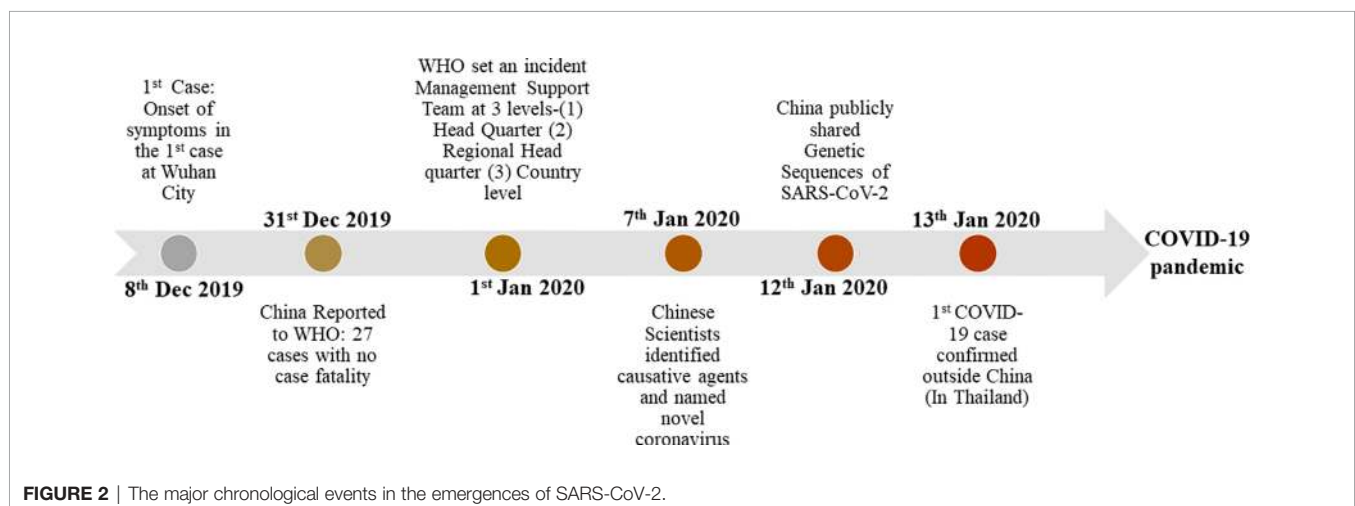 1st Case:
Onset of
symptoms in
the 1st case
at Wuhan
City
8th Dec 2019
31st Dec 2019
China Reported
to WHO: 27
cases with no
case fatality
WHO set an incident
Management Support
Team at 3 levels-(1)
Head Quarter (2)
Regional Head
quarter (3) Country
level
1st Jan 2020
7th Jan 2020
Chinese
Scientists
identified
causative agents
and named
novel
coronavirus
China publicly
shared
Genetic
Sequences of
SARS-CoV-2
12th Jan 2020
13th Jan 2020
1st COVID-
19 case
confirmed
outside China
(In Thailand)
COVID-19
pandemic
FIGURE 2 | The major chronological events in the emergences of SARS-CoV-2.